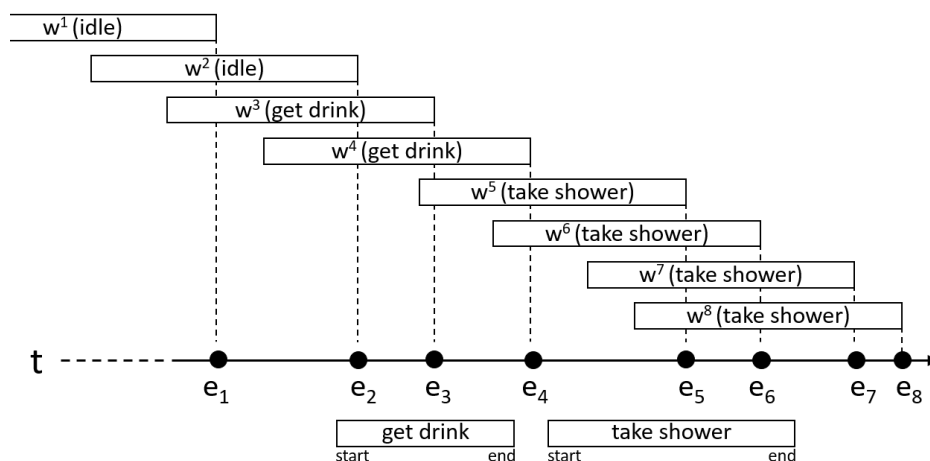 w¹ (idle)
w² (idle)
w³ (get drink)
w⁴ (get drink)
w⁵ (take shower)
w⁶ (take shower)
w⁷ (take shower)
w⁸ (take shower)
t
e₁ e₂ e₃ e₄ e₅ e₆ e₇ e₈
get drink take shower
start end start end